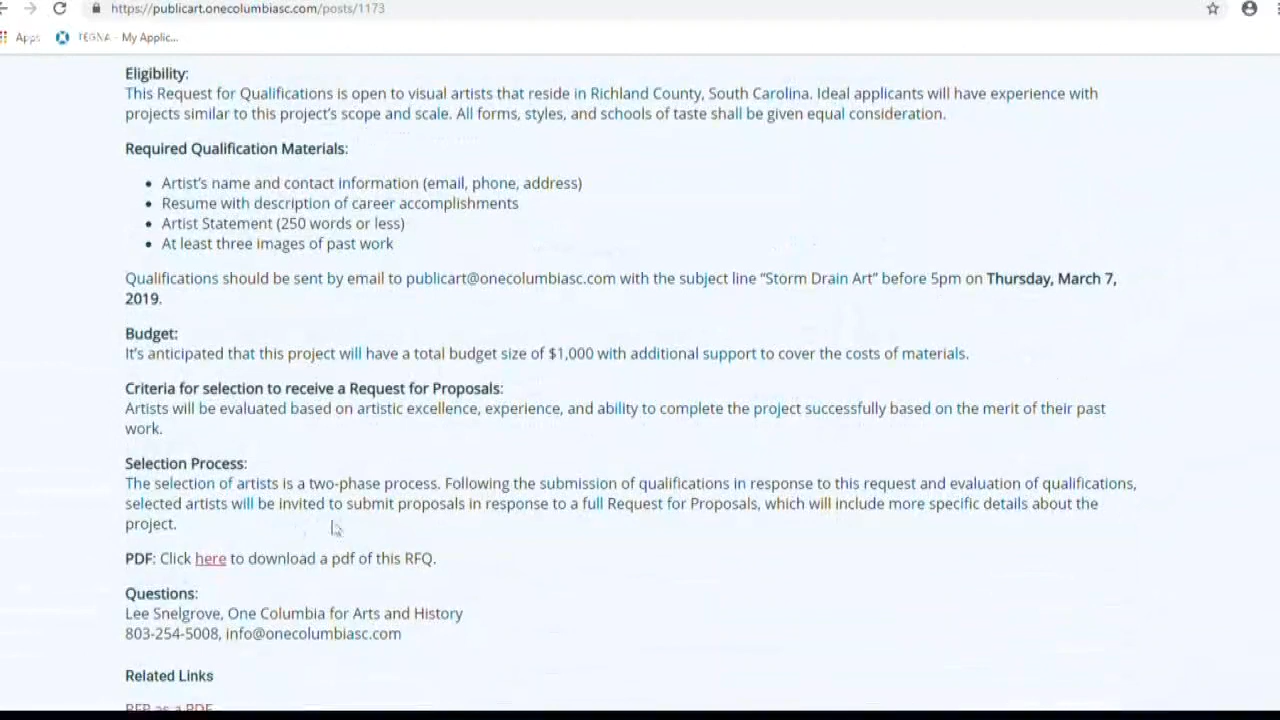 https://publicart.onecolumbiasc.com/posts/1173
Apps TEGNA - My Applic...
Eligibility:
This Request for Qualifications is open to visual artists that reside in Richland County, South Carolina. Ideal applicants will have experience with
projects similar to this project's scope and scale. All forms, styles, and schools of taste shall be given equal consideration.
Required Qualification Materials:
• Artist's name and contact information (email, phone, address)
• Resume with description of career accomplishments
• Artist Statement (250 words or less)
• At least three images of past work
Qualifications should be sent by email to publicart@onecolumbiasc.com with the subject line “Storm Drain Art” before 5pm on Thursday, March 7,
2019.
Budget:
It's anticipated that this project will have a total budget size of $1,000 with additional support to cover the costs of materials.
Criteria for selection to receive a Request for Proposals:
Artists will be evaluated based on artistic excellence, experience, and ability to complete the project successfully based on the merit of their past
work.
Selection Process:
The selection of artists is a two-phase process. Following the submission of qualifications in response to this request and evaluation of qualifications,
selected artists will be invited to submit proposals in response to a full Request for Proposals, which will include more specific details about the
project.
PDF: Click here to download a pdf of this RFQ.
Questions:
Lee Snelgrove, One Columbia for Arts and History
803-254-5008, info@onecolumbiasc.com
Related Links
RFP as a PDF